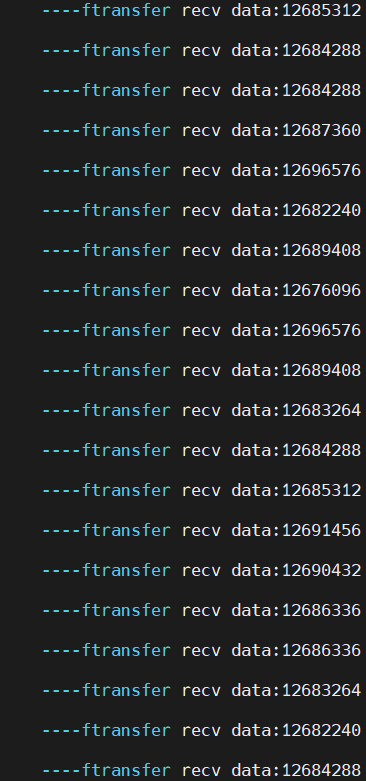 ----ftransfer recv data:12685312
----ftransfer recv data:12684288
----ftransfer recv data:12684288
----ftransfer recv data:12687360
----ftransfer recv data:12696576
----ftransfer recv data:12682240
----ftransfer recv data:12689408
----ftransfer recv data:12676096
----ftransfer recv data:12696576
----ftransfer recv data:12689408
----ftransfer recv data:12683264
----ftransfer recv data:12684288
----ftransfer recv data:12685312
----ftransfer recv data:12691456
----ftransfer recv data:12690432
----ftransfer recv data:12686336
----ftransfer recv data:12686336
----ftransfer recv data:12683264
----ftransfer recv data:12682240
----ftransfer recv data:12684288